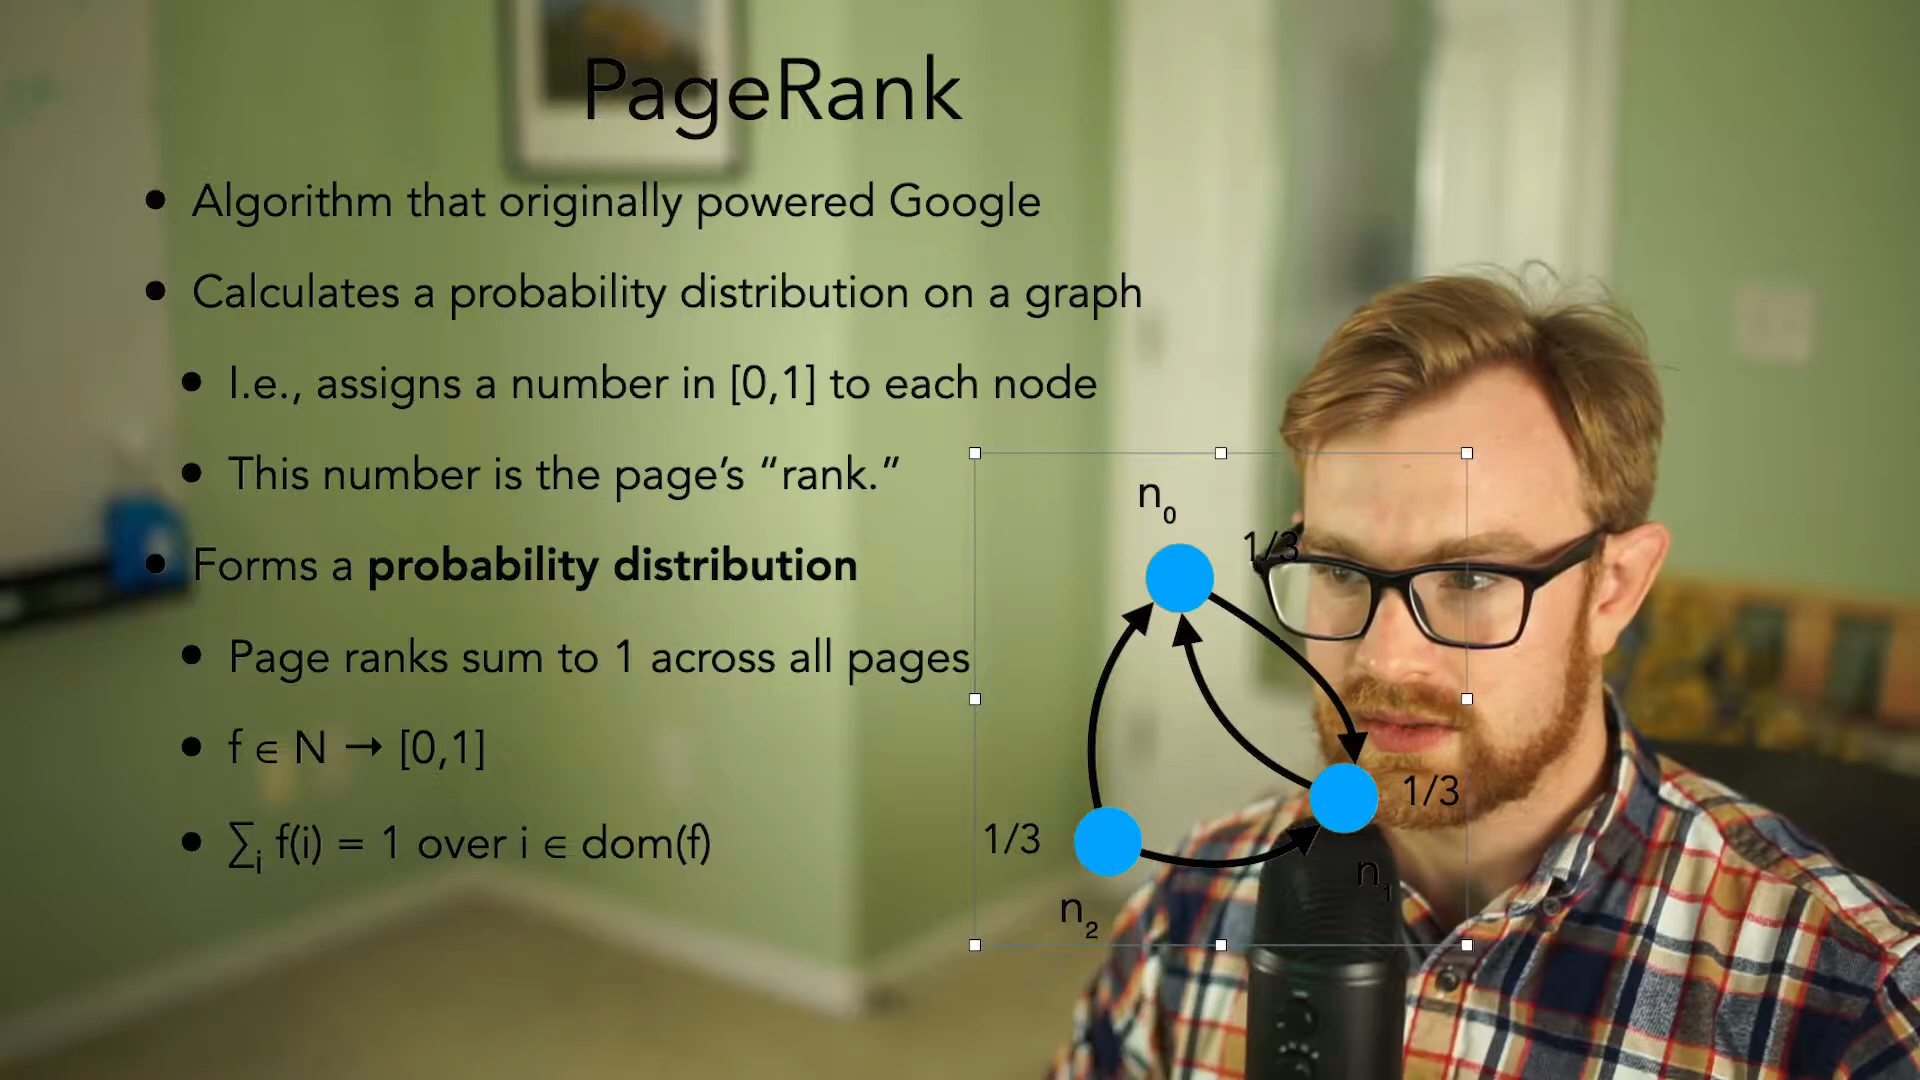 PageRank
• Algorithm that originally powered Google
• Calculates a probability distribution on a graph
• I.e., assigns a number in [0,1] to each node
• This number is the page’s “rank.”
• Forms a probability distribution
• Page ranks sum to 1 across all pages
• f ∈ N → [0,1]
• ∑i f(i) = 1 over i ∈ dom(f)
n0
1/3
1/3
n1
1/3
n2